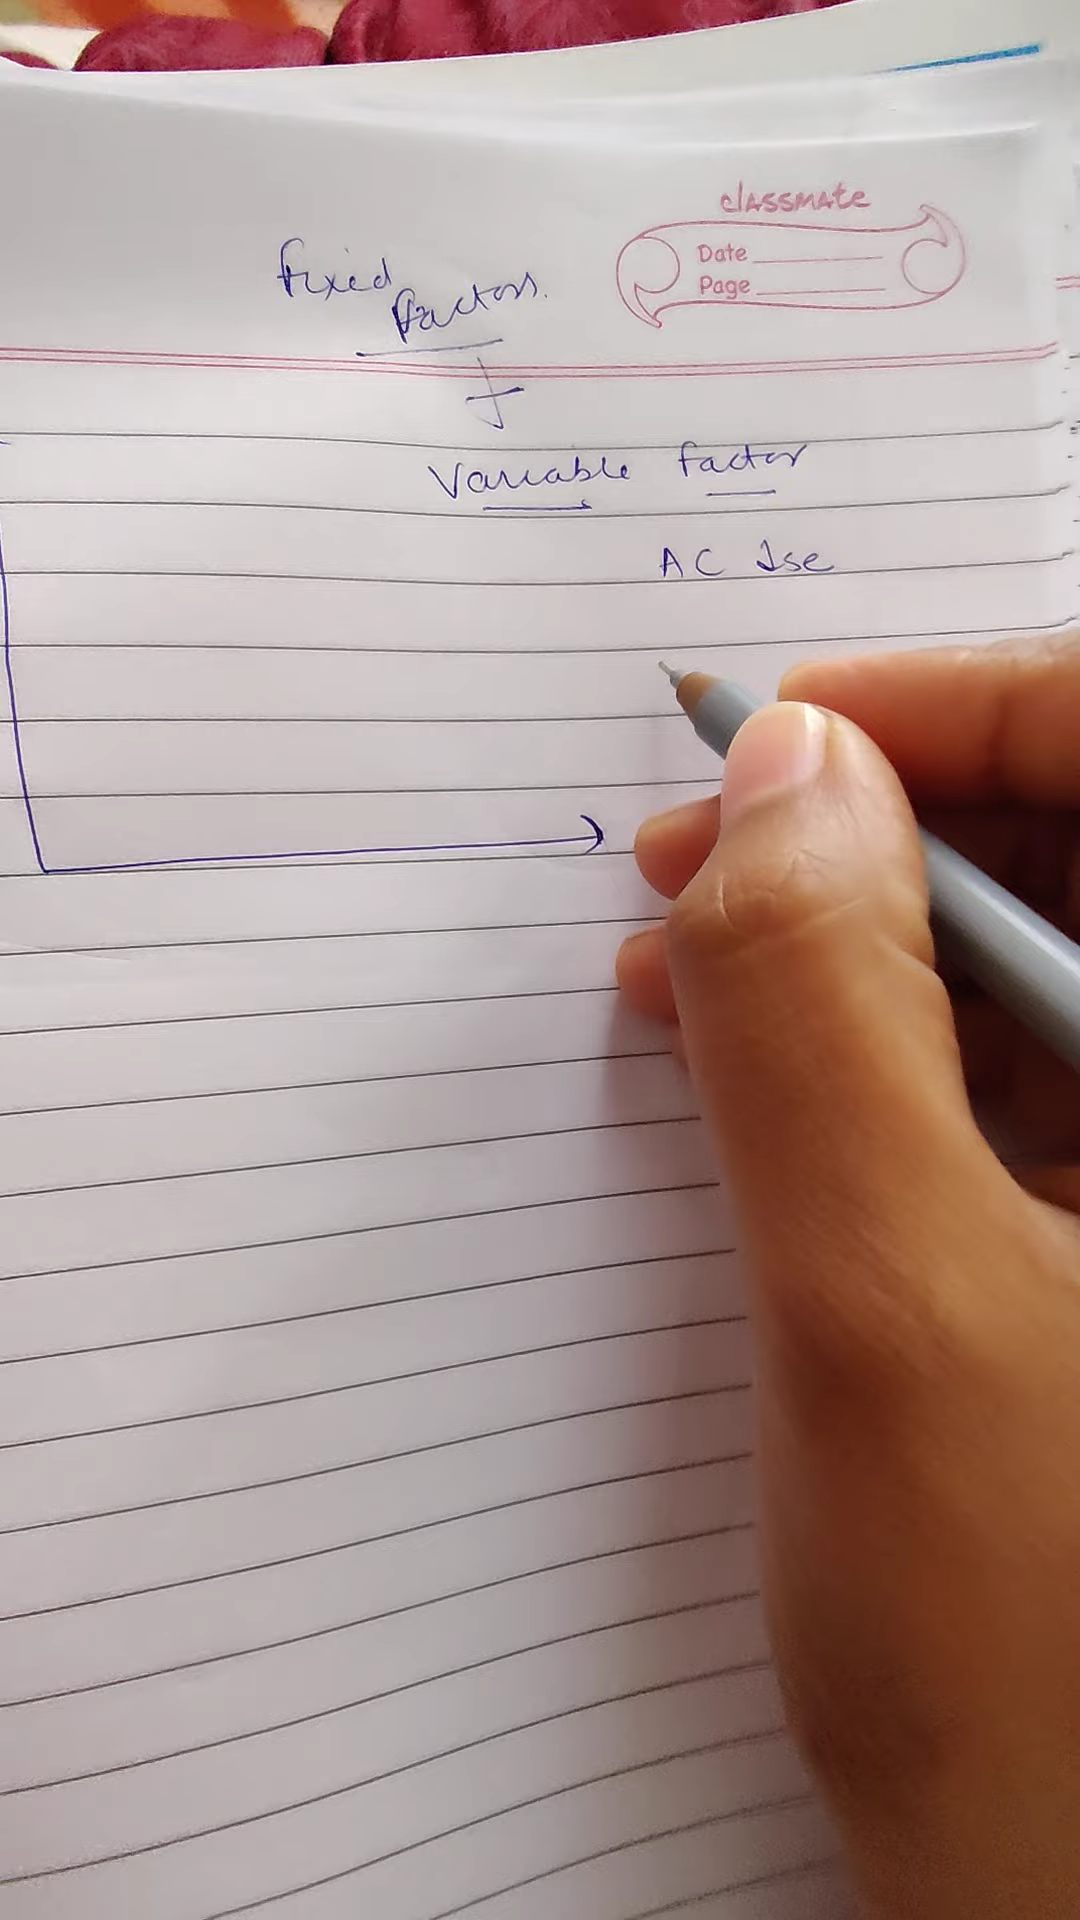 classmate
Date
Page
fixed
factors.
+
Variable factor
AC Ise